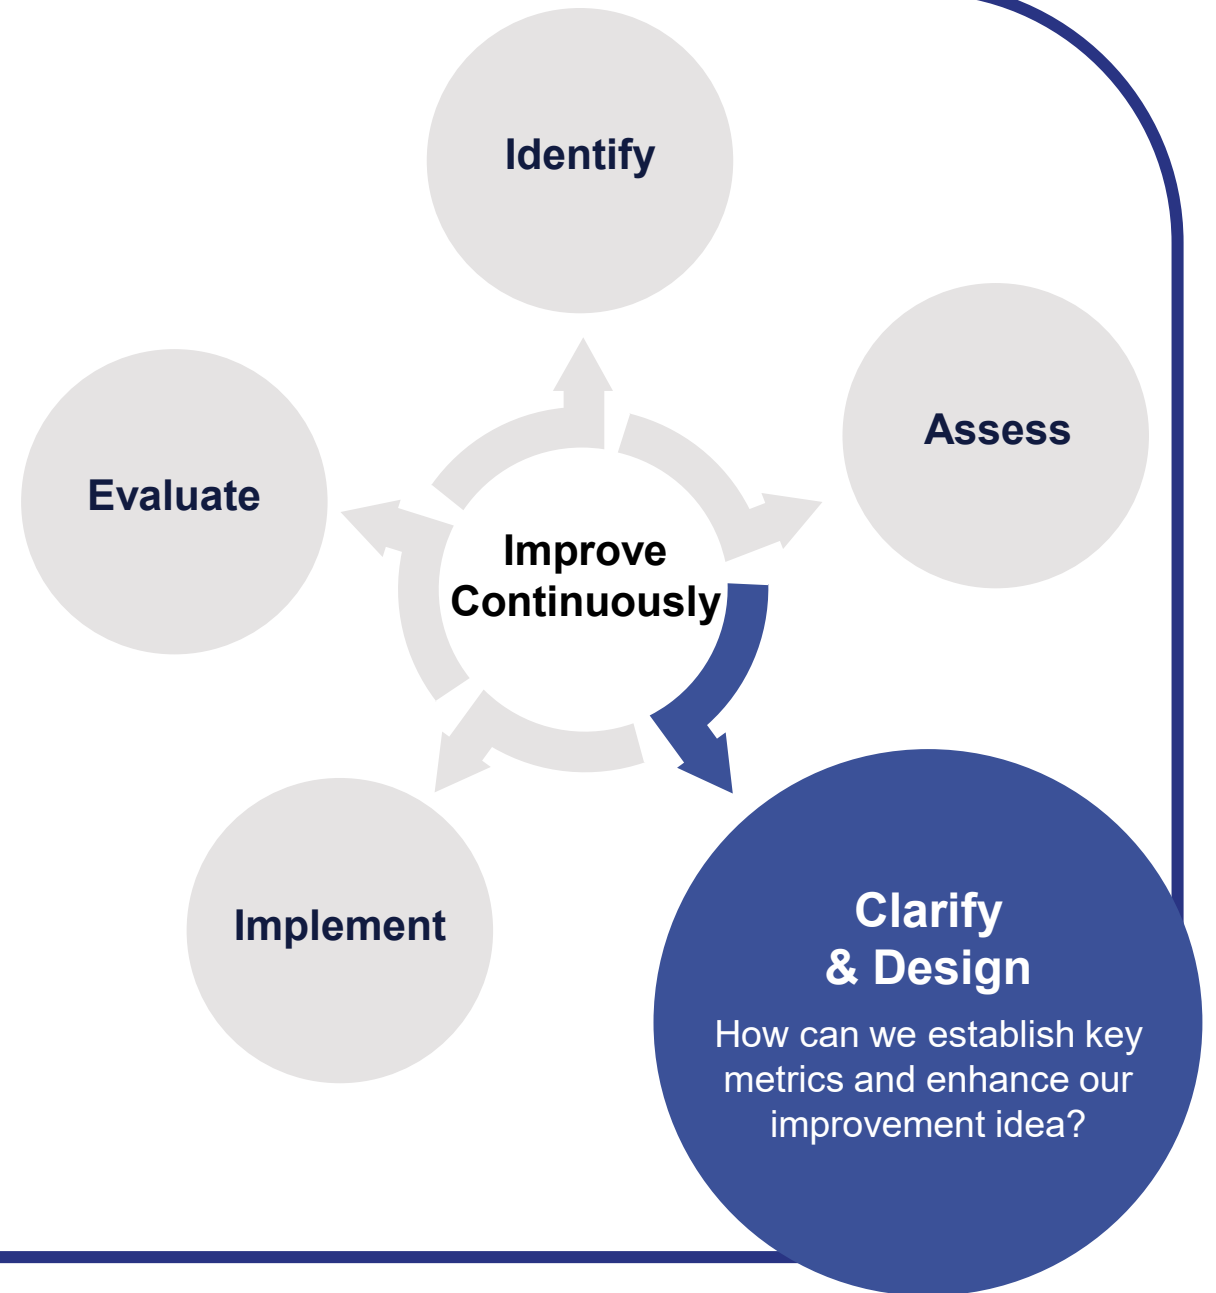 Identify
Assess
Evaluate
Improve
Continuously
Implement
Clarify
& Design
How can we establish key
metrics and enhance our
improvement idea?